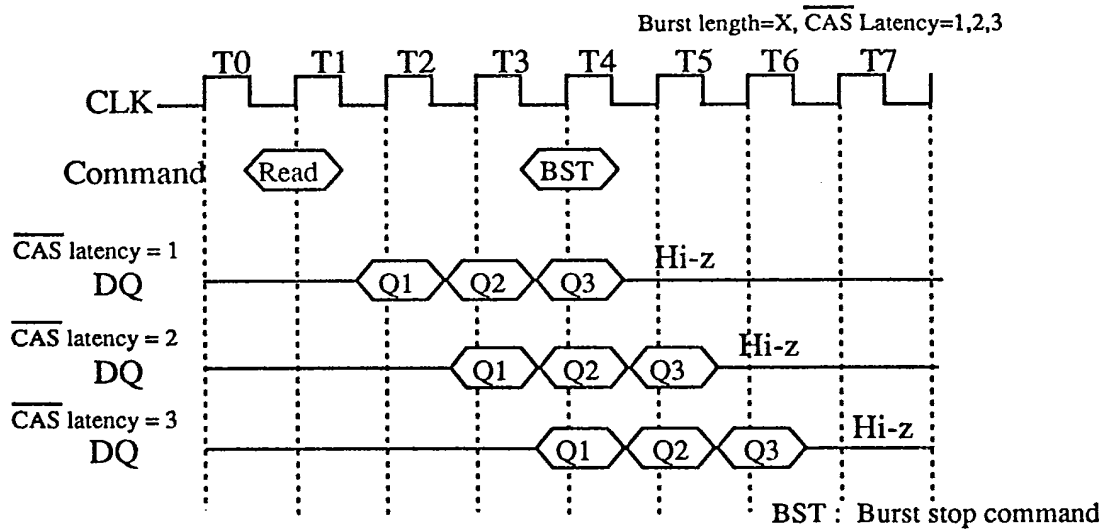 Burst length=X, CAS Latency=1,2,3
T0 T1 T2 T3 T4 T5 T6 T7
CLK
Command Read BST
CAS latency = 1
DQ Q1 Q2 Q3 Hi-z
CAS latency = 2
DQ Q1 Q2 Q3 Hi-z
CAS latency = 3
DQ Q1 Q2 Q3 Hi-z
BST : Burst stop command